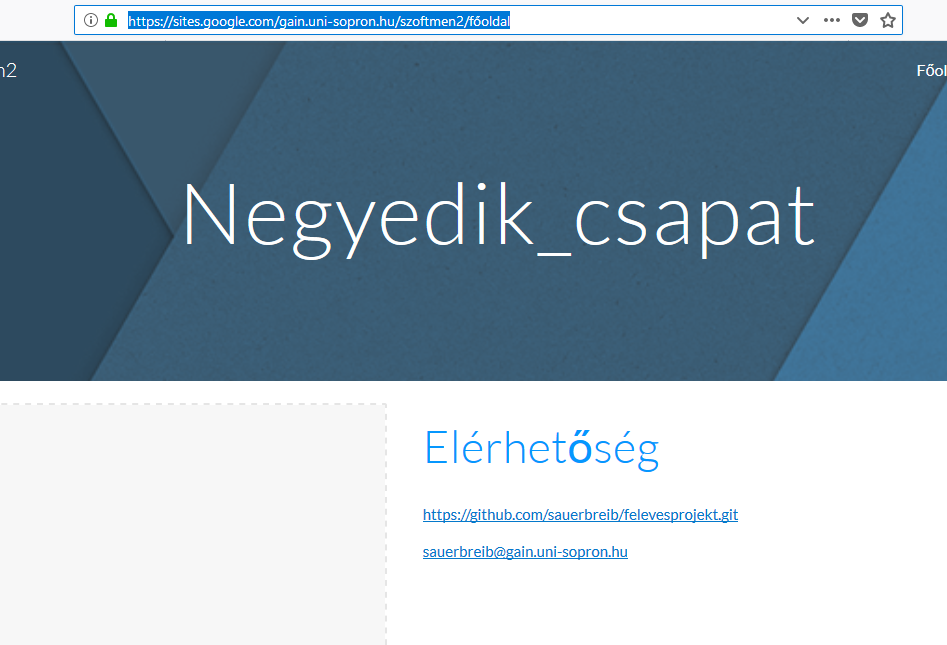 https://sites.google.com/gain.uni-sopron.hu/szoftmen2/főoldal
n2
Főol
Negyedik_csapat
Elérhetőség
https://github.com/sauerbreib/felevesprojekt.git
sauerbreib@gain.uni-sopron.hu